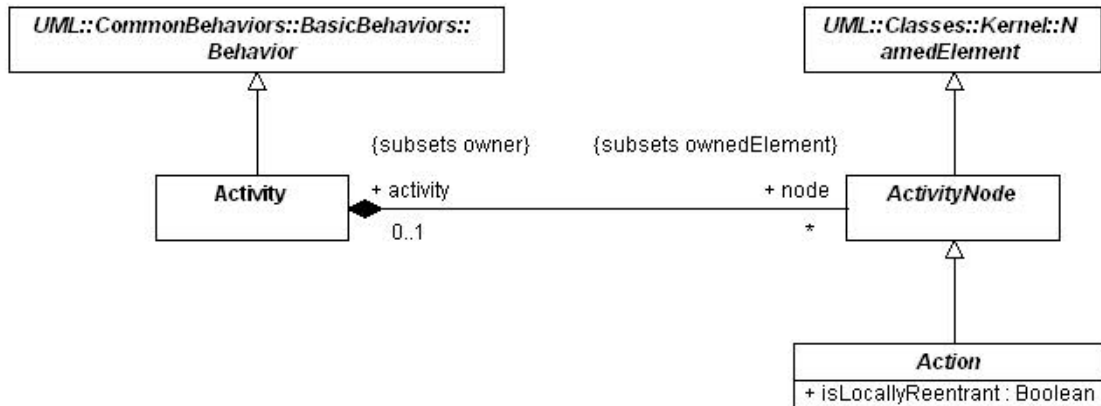 UML::CommonBehaviors::BasicBehaviors::
Behavior
UML::Classes::Kernel::N
amedElement
{subsets owner}
{subsets ownedElement}
Activity
+ activity
+ node
ActivityNode
0..1
*
Action
+ isLocallyReentrant : Boolean